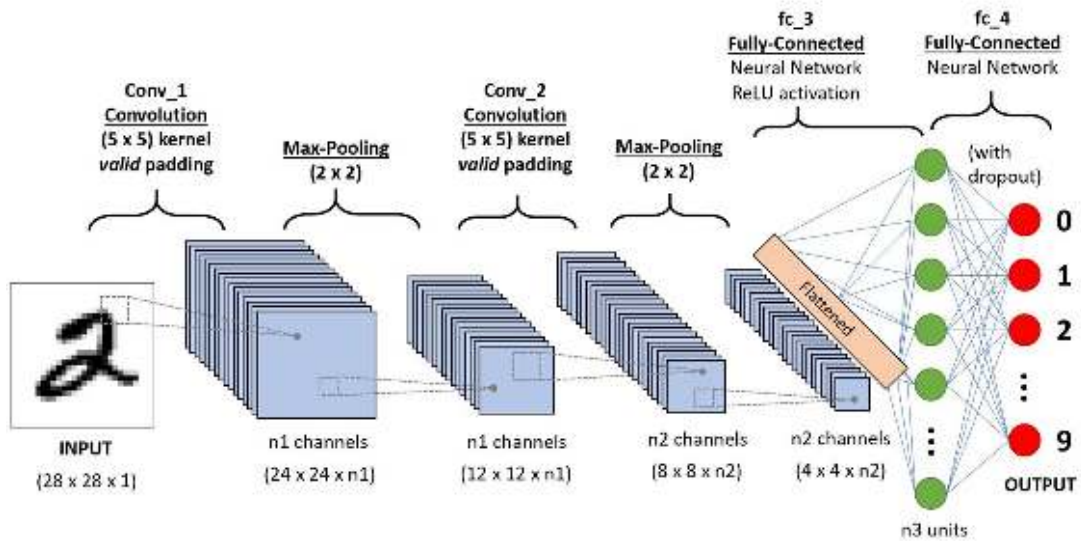 fc_3
Fully-Connected
Neural Network
ReLU activation
fc_4
Fully-Connected
Neural Network
Conv_1
Convolution
(5 x 5) kernel
valid padding
Max-Pooling
(2 x 2)
Conv_2
Convolution
(5 x 5) kernel
valid padding
Max-Pooling
(2 x 2)
(with
dropout)
0
1
2
...
9
OUTPUT
Flattened
...
INPUT
(28 x 28 x 1)
n1 channels
(24 x 24 x n1)
n1 channels
(12 x 12 x n1)
n2 channels
(8 x 8 x n2)
n2 channels
(4 x 4 x n2)
n3 units